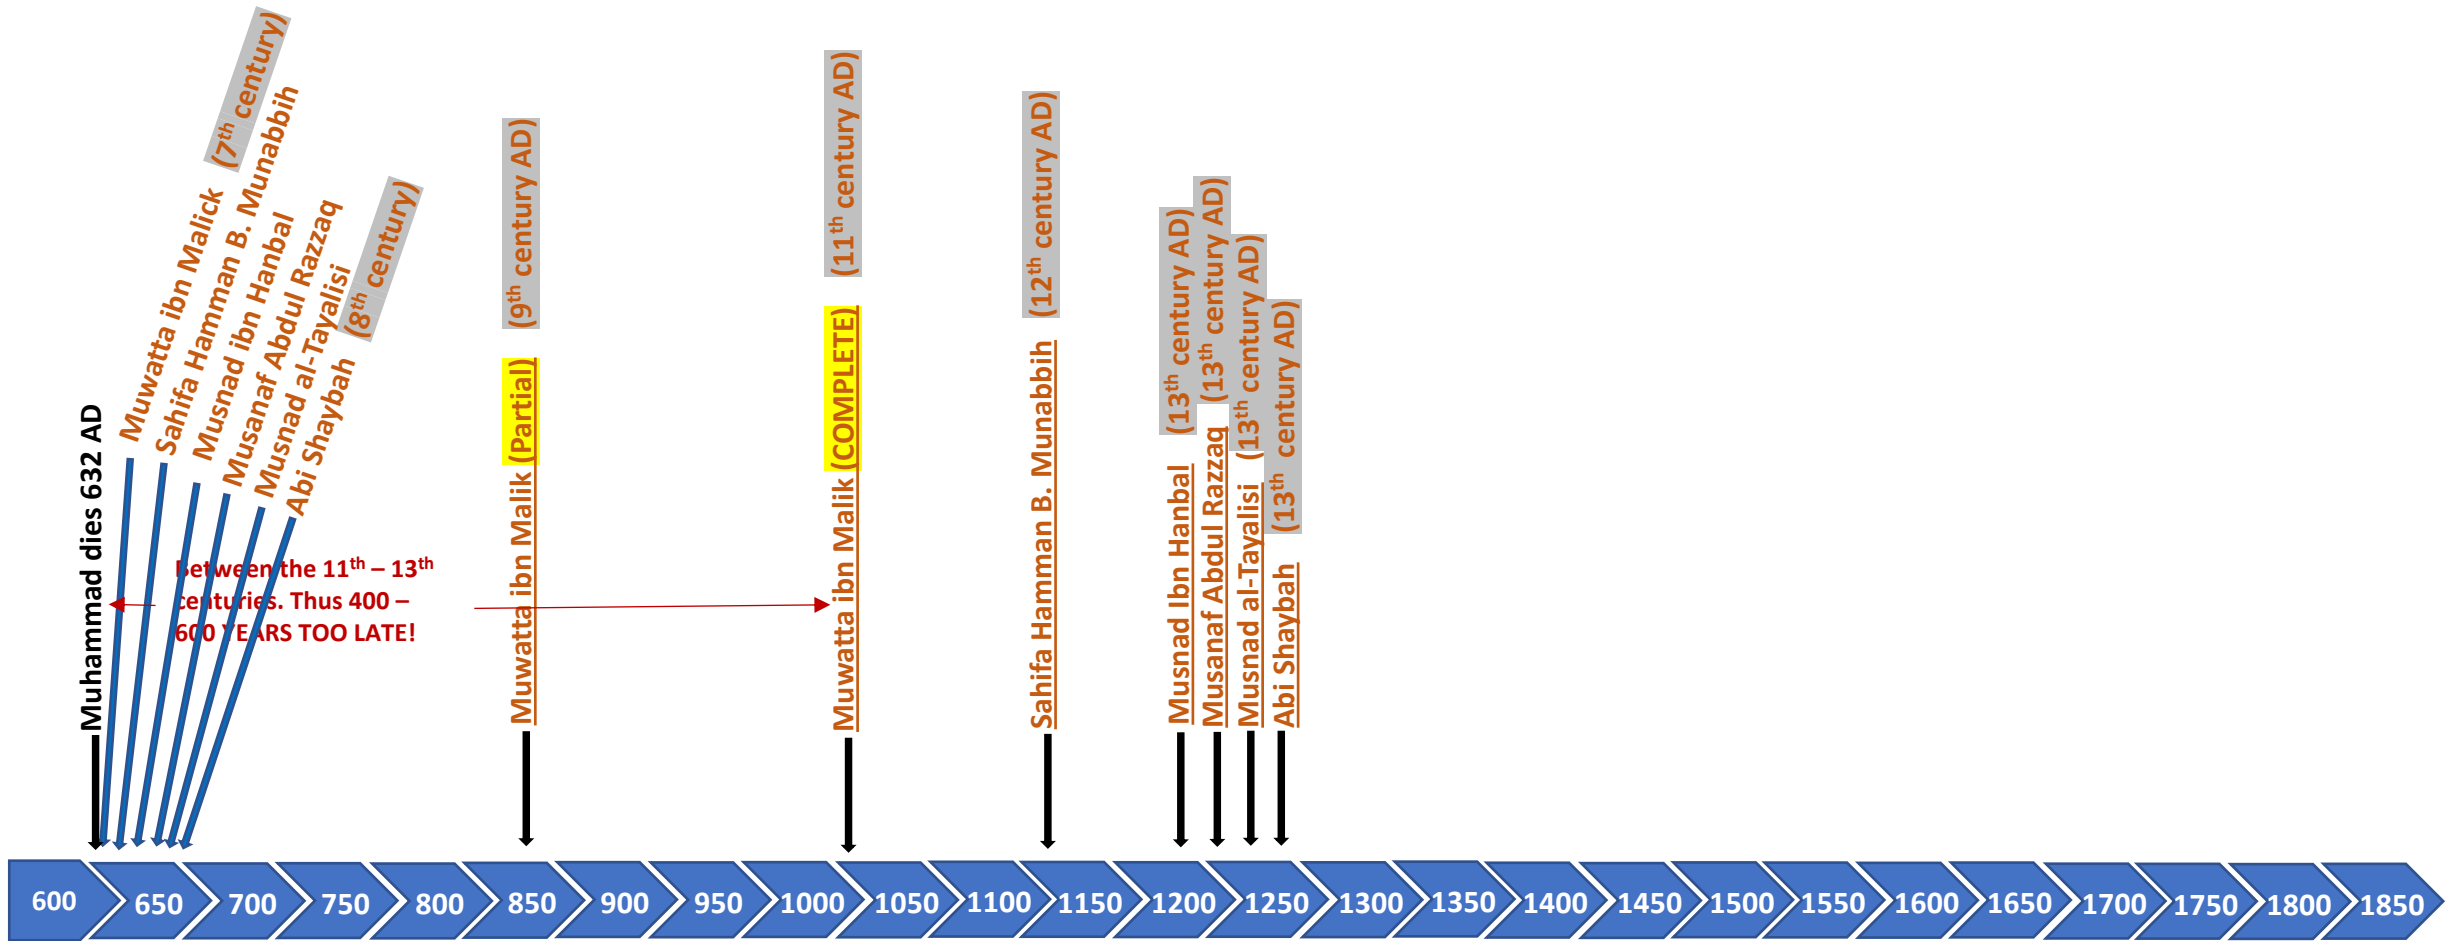 Muhammad dies 632 AD
Muwatta ibn Malick (7th century)
Sahifa Hamman B. Munabbih
Musnad ibn Hanbal
Musanaf Abdul Razzaq
Musnad al-Tayalisi
Abi Shaybah (8th century)
Between the 11th – 13th
centuries. Thus 400 –
600 YEARS TOO LATE!
Muwatta ibn Malik (Partial) (9th century AD)
Muwatta ibn Malik (COMPLETE) (11th century AD)
Sahifa Hamman B. Munabbih (12th century AD)
Musnad Ibn Hanbal (13th century AD)
Musanaf Abdul Razzaq (13th century AD)
Musnad al-Tayalisi (13th century AD)
Abi Shaybah (13th century AD)
600 650 700 750 800 850 900 950 1000 1050 1100 1150 1200 1250 1300 1350 1400 1450 1500 1550 1600 1650 1700 1750 1800 1850